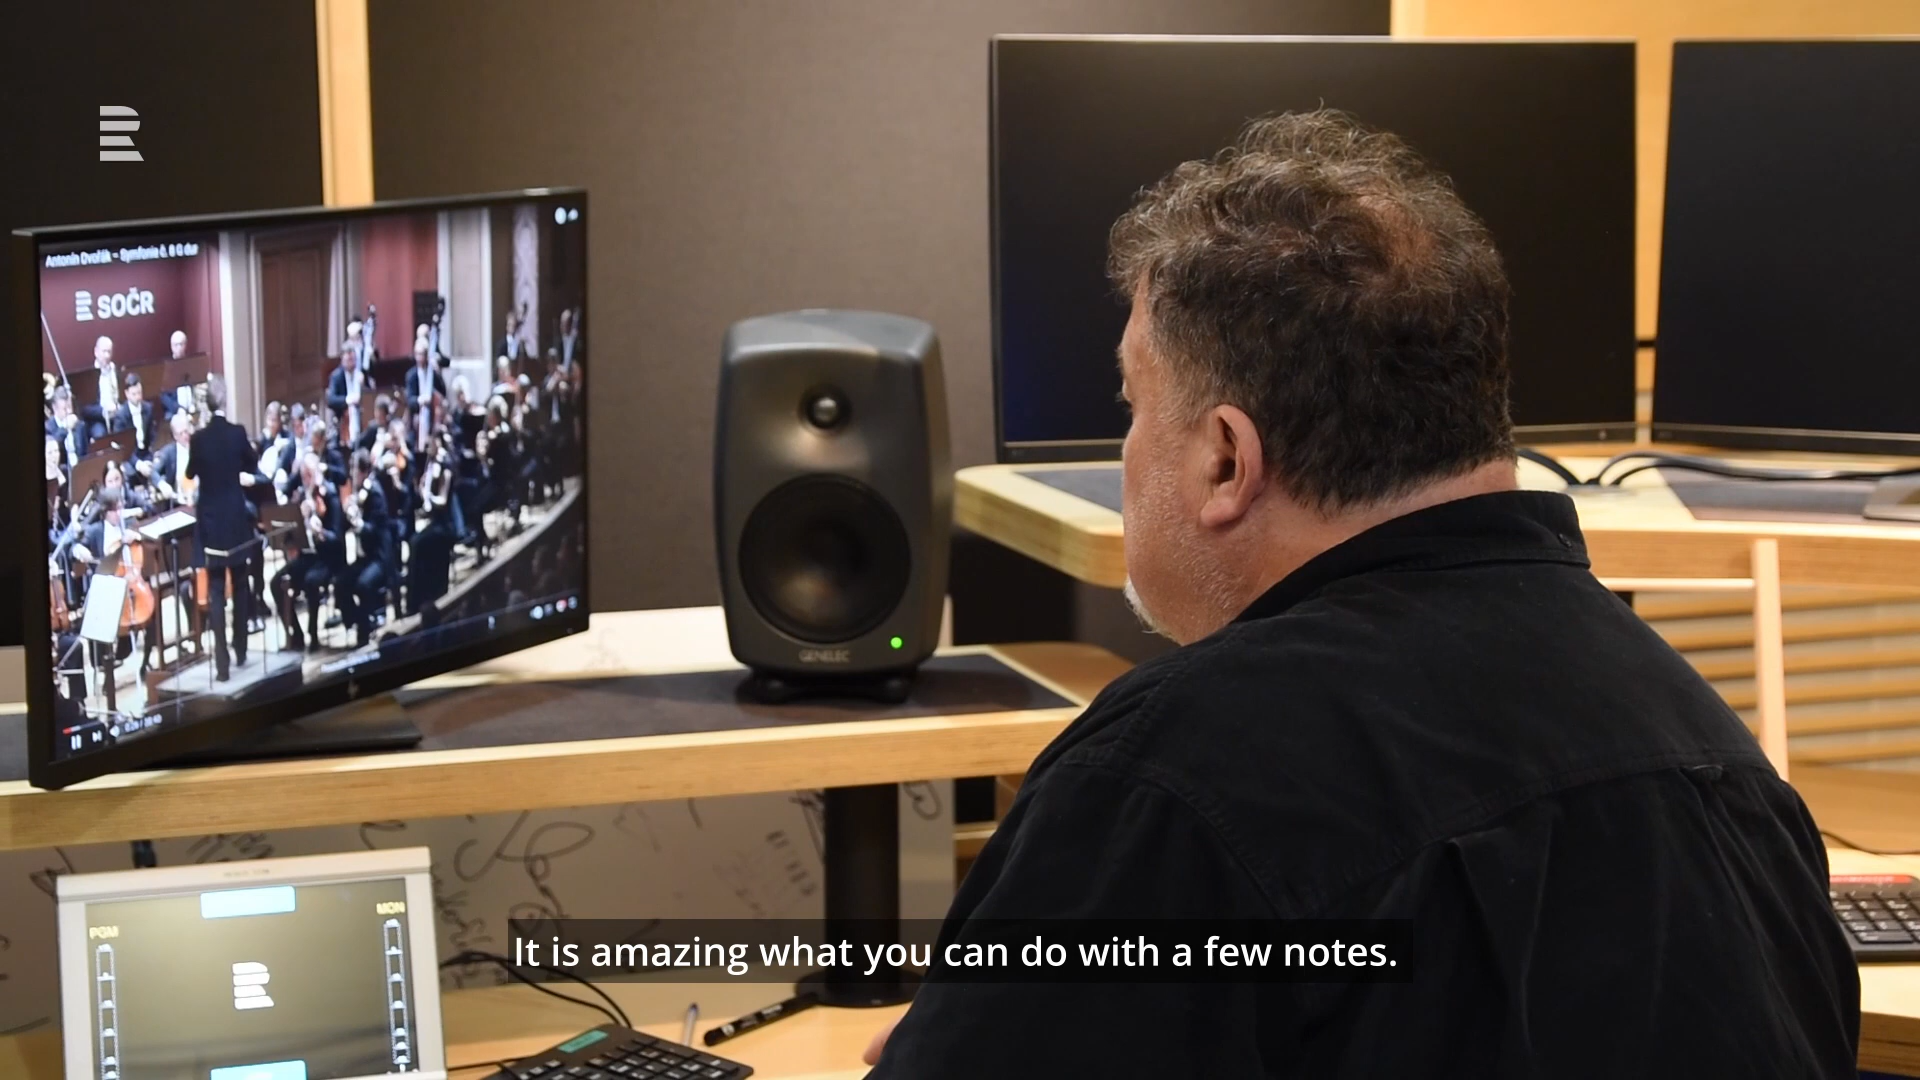 Antonín Dvořák – Symfonie č. 8 G dur
SOČR
GENELEC
MON
PGM
It is amazing what you can do with a few notes.